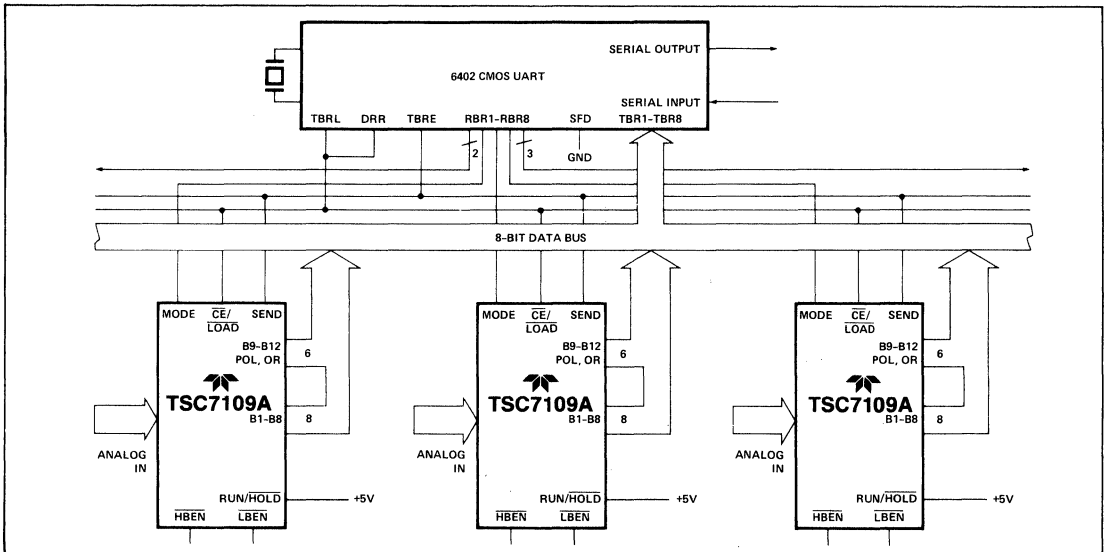 SERIAL OUTPUT
6402 CMOS UART
SERIAL INPUT
TBRL DRR TBRE RBR1-RBR8 SFD TBR1-TBR8
2 3
GND
8-BIT DATA BUS
MODE CE/LOAD SEND
B9-B12
POL, OR
6
TSC7109A
B1-B8
8
ANALOG
IN
RUN/HOLD
+5V
HBEN LBEN
MODE CE/LOAD SEND
B9-B12
POL, OR
6
TSC7109A
B1-B8
8
ANALOG
IN
RUN/HOLD
+5V
HBEN LBEN
MODE CE/LOAD SEND
B9-B12
POL, OR
6
TSC7109A
B1-B8
8
ANALOG
IN
RUN/HOLD
+5V
HBEN LBEN